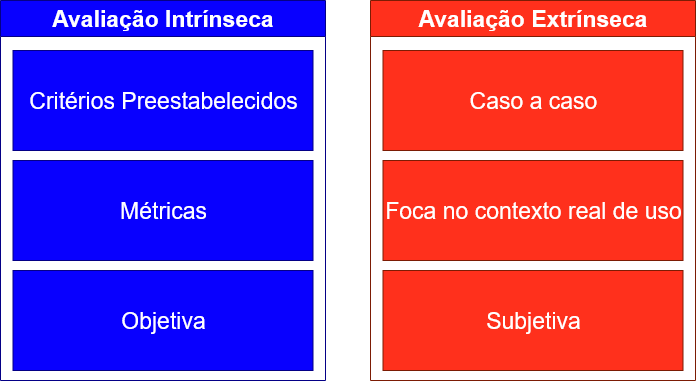 Avaliação Intrínseca
Critérios Preestabelecidos
Métricas
Objetiva
Avaliação Extrínseca
Caso a caso
Foca no contexto real de uso
Subjetiva